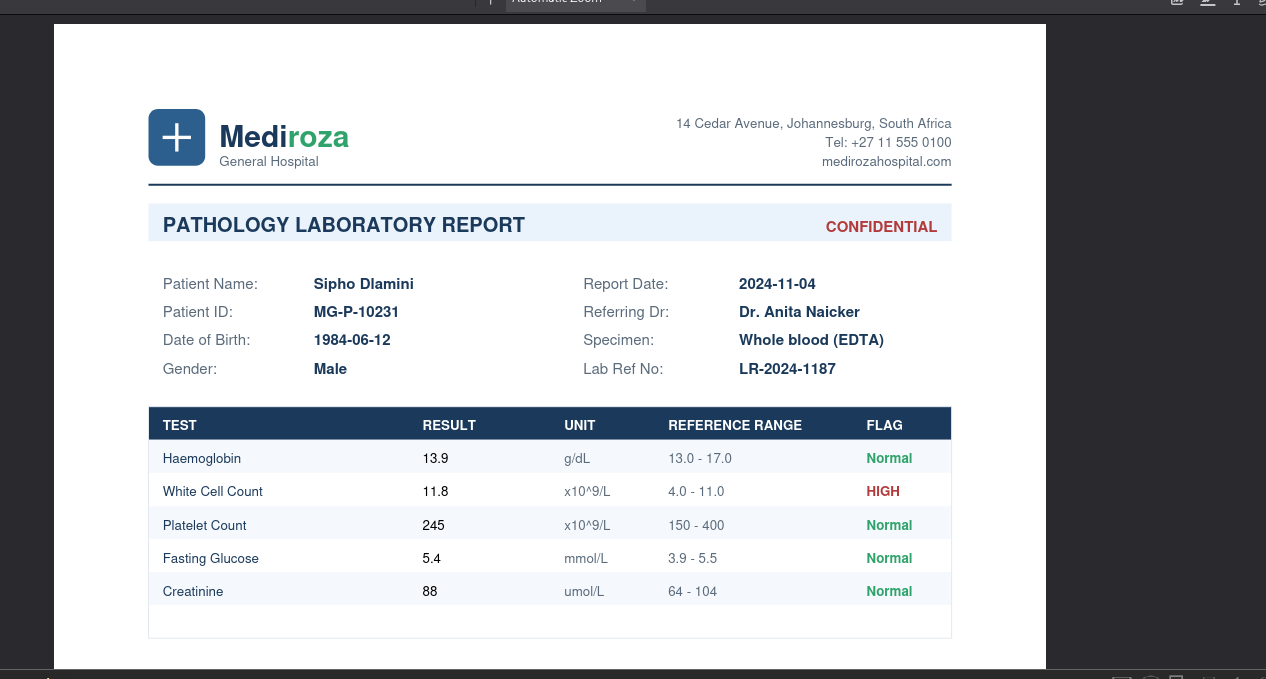 Mediroza
General Hospital
14 Cedar Avenue, Johannesburg, South Africa
Tel: +27 11 555 0100
medirozahospital.com
PATHOLOGY LABORATORY REPORT CONFIDENTIAL
Patient Name: Sipho Dlamini Report Date: 2024-11-04
Patient ID: MG-P-10231 Referring Dr: Dr. Anita Naicker
Date of Birth: 1984-06-12 Specimen: Whole blood (EDTA)
Gender: Male Lab Ref No: LR-2024-1187
TEST RESULT UNIT REFERENCE RANGE FLAG
Haemoglobin 13.9 g/dL 13.0 - 17.0 Normal
White Cell Count 11.8 x10^9/L 4.0 - 11.0 HIGH
Platelet Count 245 x10^9/L 150 - 400 Normal
Fasting Glucose 5.4 mmol/L 3.9 - 5.5 Normal
Creatinine 88 umol/L 64 - 104 Normal